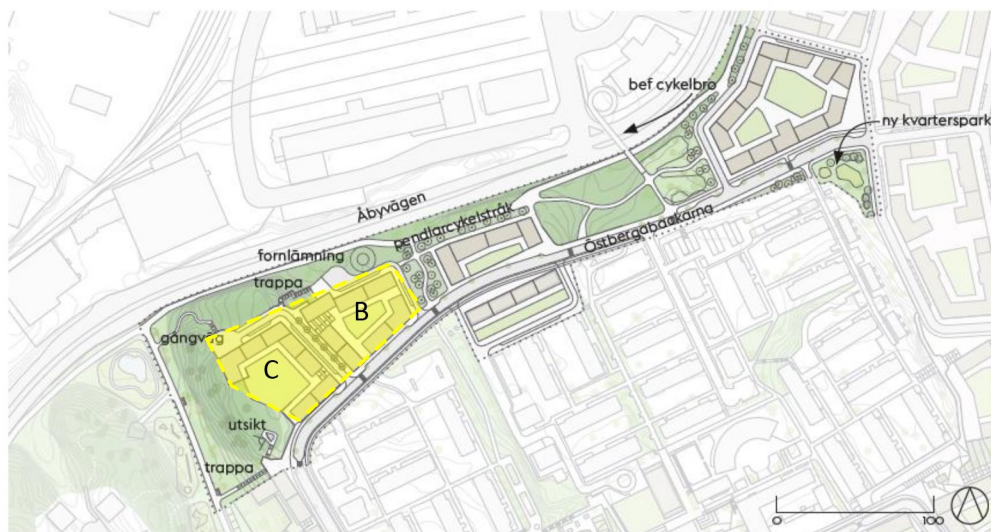 bef cykelbro
ny kvarterspark
Åbyvägen
pendlarcykelstråk
Östbergabackarna
fornlämning
trappa
B
gångväg
C
utsikt
trappa
0
100